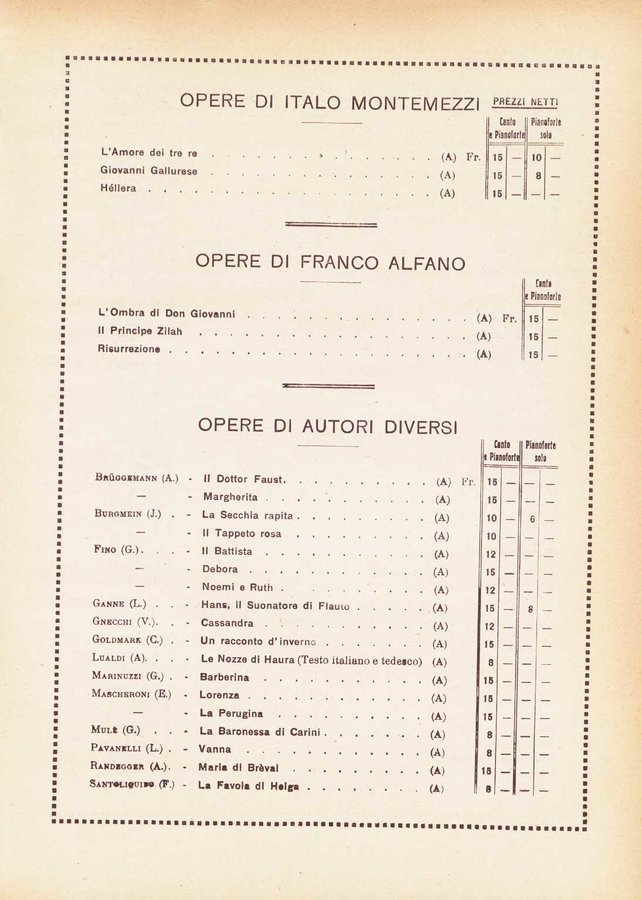 OPERE DI ITALO MONTEMEZZI PREZZI NETTI
Canto e Pianoforte Pianoforte solo
L'Amore dei tre re . . . . . . . . . . . . . (A) Fr. 15 — 10 —
Giovanni Gallurese . . . . . . . . . . . . . (A) 15 — 8 —
Héllera . . . . . . . . . . . . . . . . . (A) 15 — —
OPERE DI FRANCO ALFANO
Canto e Pianoforte
L'Ombra di Don Giovanni . . . . . . . . . . . . . (A) Fr. 15 —
Il Principe Zilah . . . . . . . . . . . . . . . (A) 15 —
Risurrezione . . . . . . . . . . . . . . . . . (A) 15 —
OPERE DI AUTORI DIVERSI
Canto e Pianoforte Pianoforte solo
BRÜGGEMANN (A.) - Il Dottor Faust. . . . . . . . . (A) Fr. 15 — —
— - Margherita . . . . . . . . . . (A) 15 — —
BURGMEIN (J.) . - La Secchia rapita . . . . . . . . (A) 10 — 6 —
— - Il Tappeto rosa . . . . . . . . . (A) 10 — —
FINO (G.) . . . - Il Battista . . . . . . . . . . (A) 12 — —
— - Debora . . . . . . . . . . . (A) 15 — —
— - Noemi e Ruth . . . . . . . . . (A) 12 — —
GANNE (L.) . . . - Hans, il Suonatore di Flauto . . . . . (A) 15 — 8 —
GNECCHI (V.). . . - Cassandra . . . . . . . . . . (A) 12 — —
GOLDMARK (C.) . - Un racconto d'inverno . . . . . . . (A) 15 — —
LUALDI (A). . . . - Le Nozze di Haura (Testo italiano e tedesco) (A) 8 — —
MARINUZZI (G.) . - Barberina . . . . . . . . . . (A) 15 — —
MASCHERONI (E.) - Lorenza . . . . . . . . . . . (A) 15 — —
— - La Perugina . . . . . . . . . . (A) 15 — —
MULÈ (G.) . . . - La Baronessa di Carini . . . . . . . (A) 8 — —
PAVANELLI (L.) . - Vanna . . . . . . . . . . . (A) 8 — —
RANDEGGER (A.). - Maria di Brèval . . . . . . . . . (A) 15 — —
SANTOLIQUIDO (F.) - La Favola di Helga . . . . . . . . (A) 8 — —